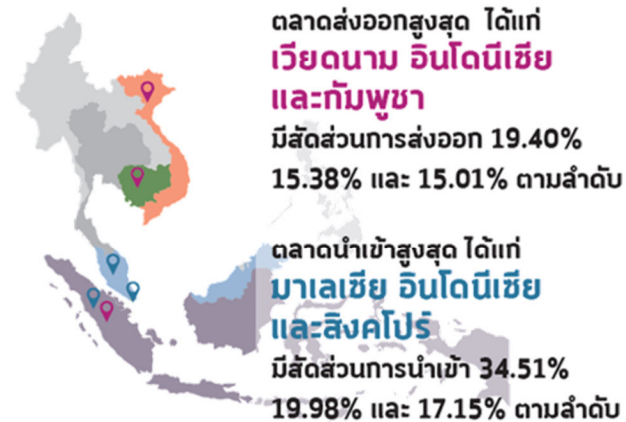 ตลาดส่งออกสูงสุด ได้แก่
เวียดนาม อินโดนีเซีย
และกัมพูชา
มีสัดส่วนการส่งออก 19.40%
15.38% และ 15.01% ตามลำดับ
ตลาดนำเข้าสูงสุด ได้แก่
มาเลเซีย อินโดนีเซีย
และสิงคโปร์
มีสัดส่วนการนำเข้า 34.51%
19.98% และ 17.15% ตามลำดับ